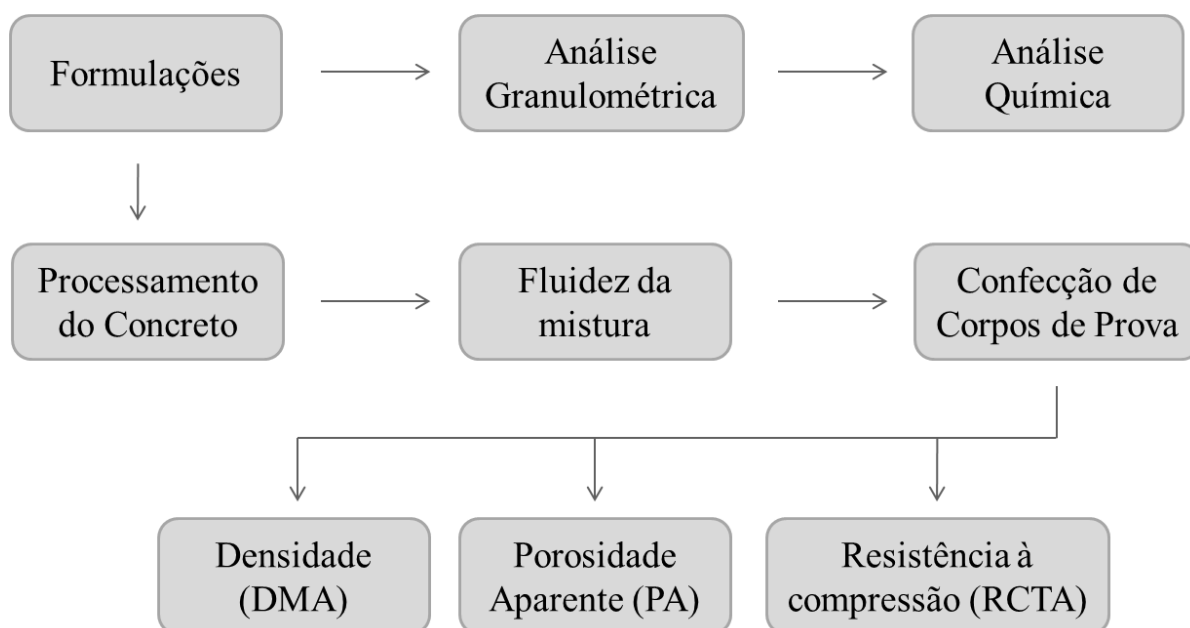 Formulações
Análise
Granulométrica
Análise
Química
Processamento
do Concreto
Fluidez da
mistura
Confecção de
Corpos de Prova
Densidade
(DMA)
Porosidade
Aparente (PA)
Resistência à
compressão (RCTA)